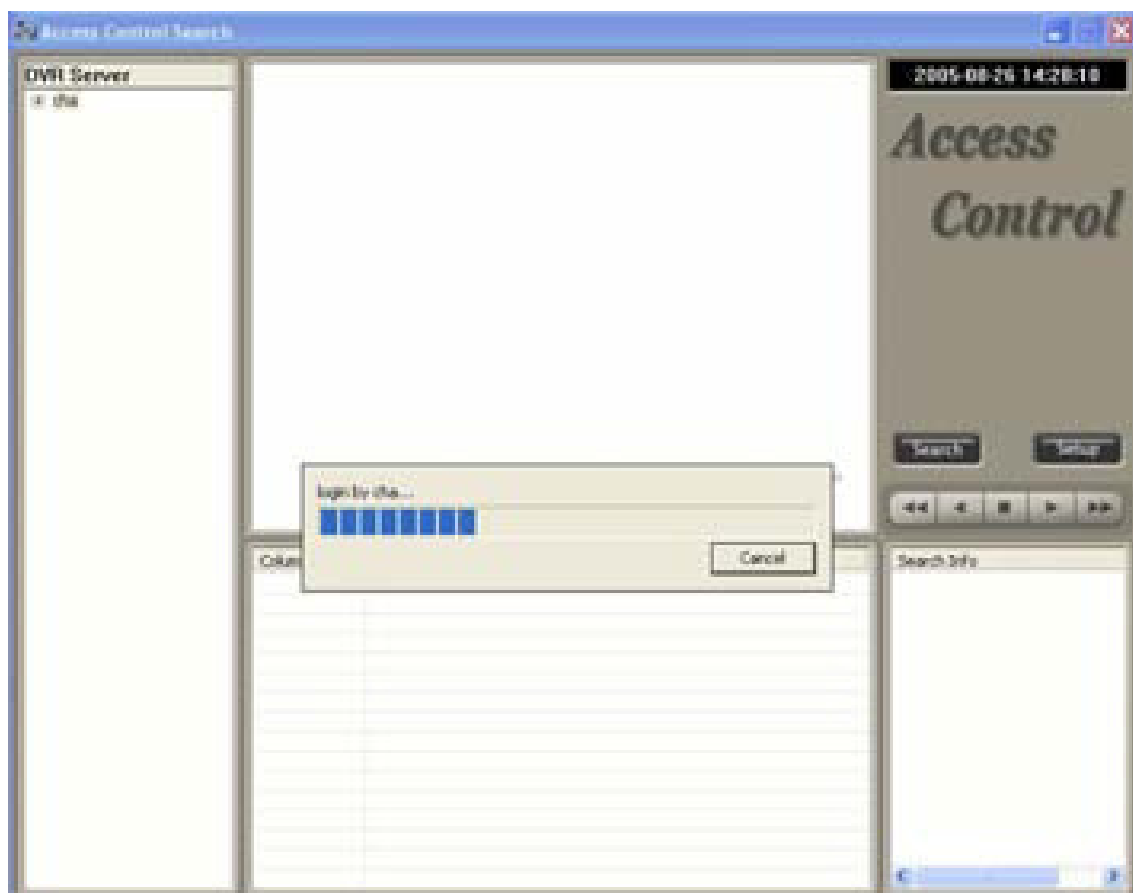 Access Control Search
DVR Server
cha
2005-08-26 14:28:10
Access
Control
Search
Setup
login by cha...
Cancel
Search Info